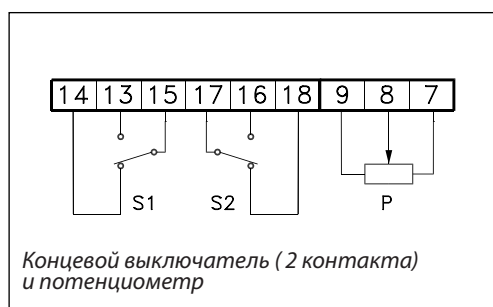 14 13 15 17 16 18 9 8 7
S1 S2 P
Концевой выключатель ( 2 контакта)
и потенциометр